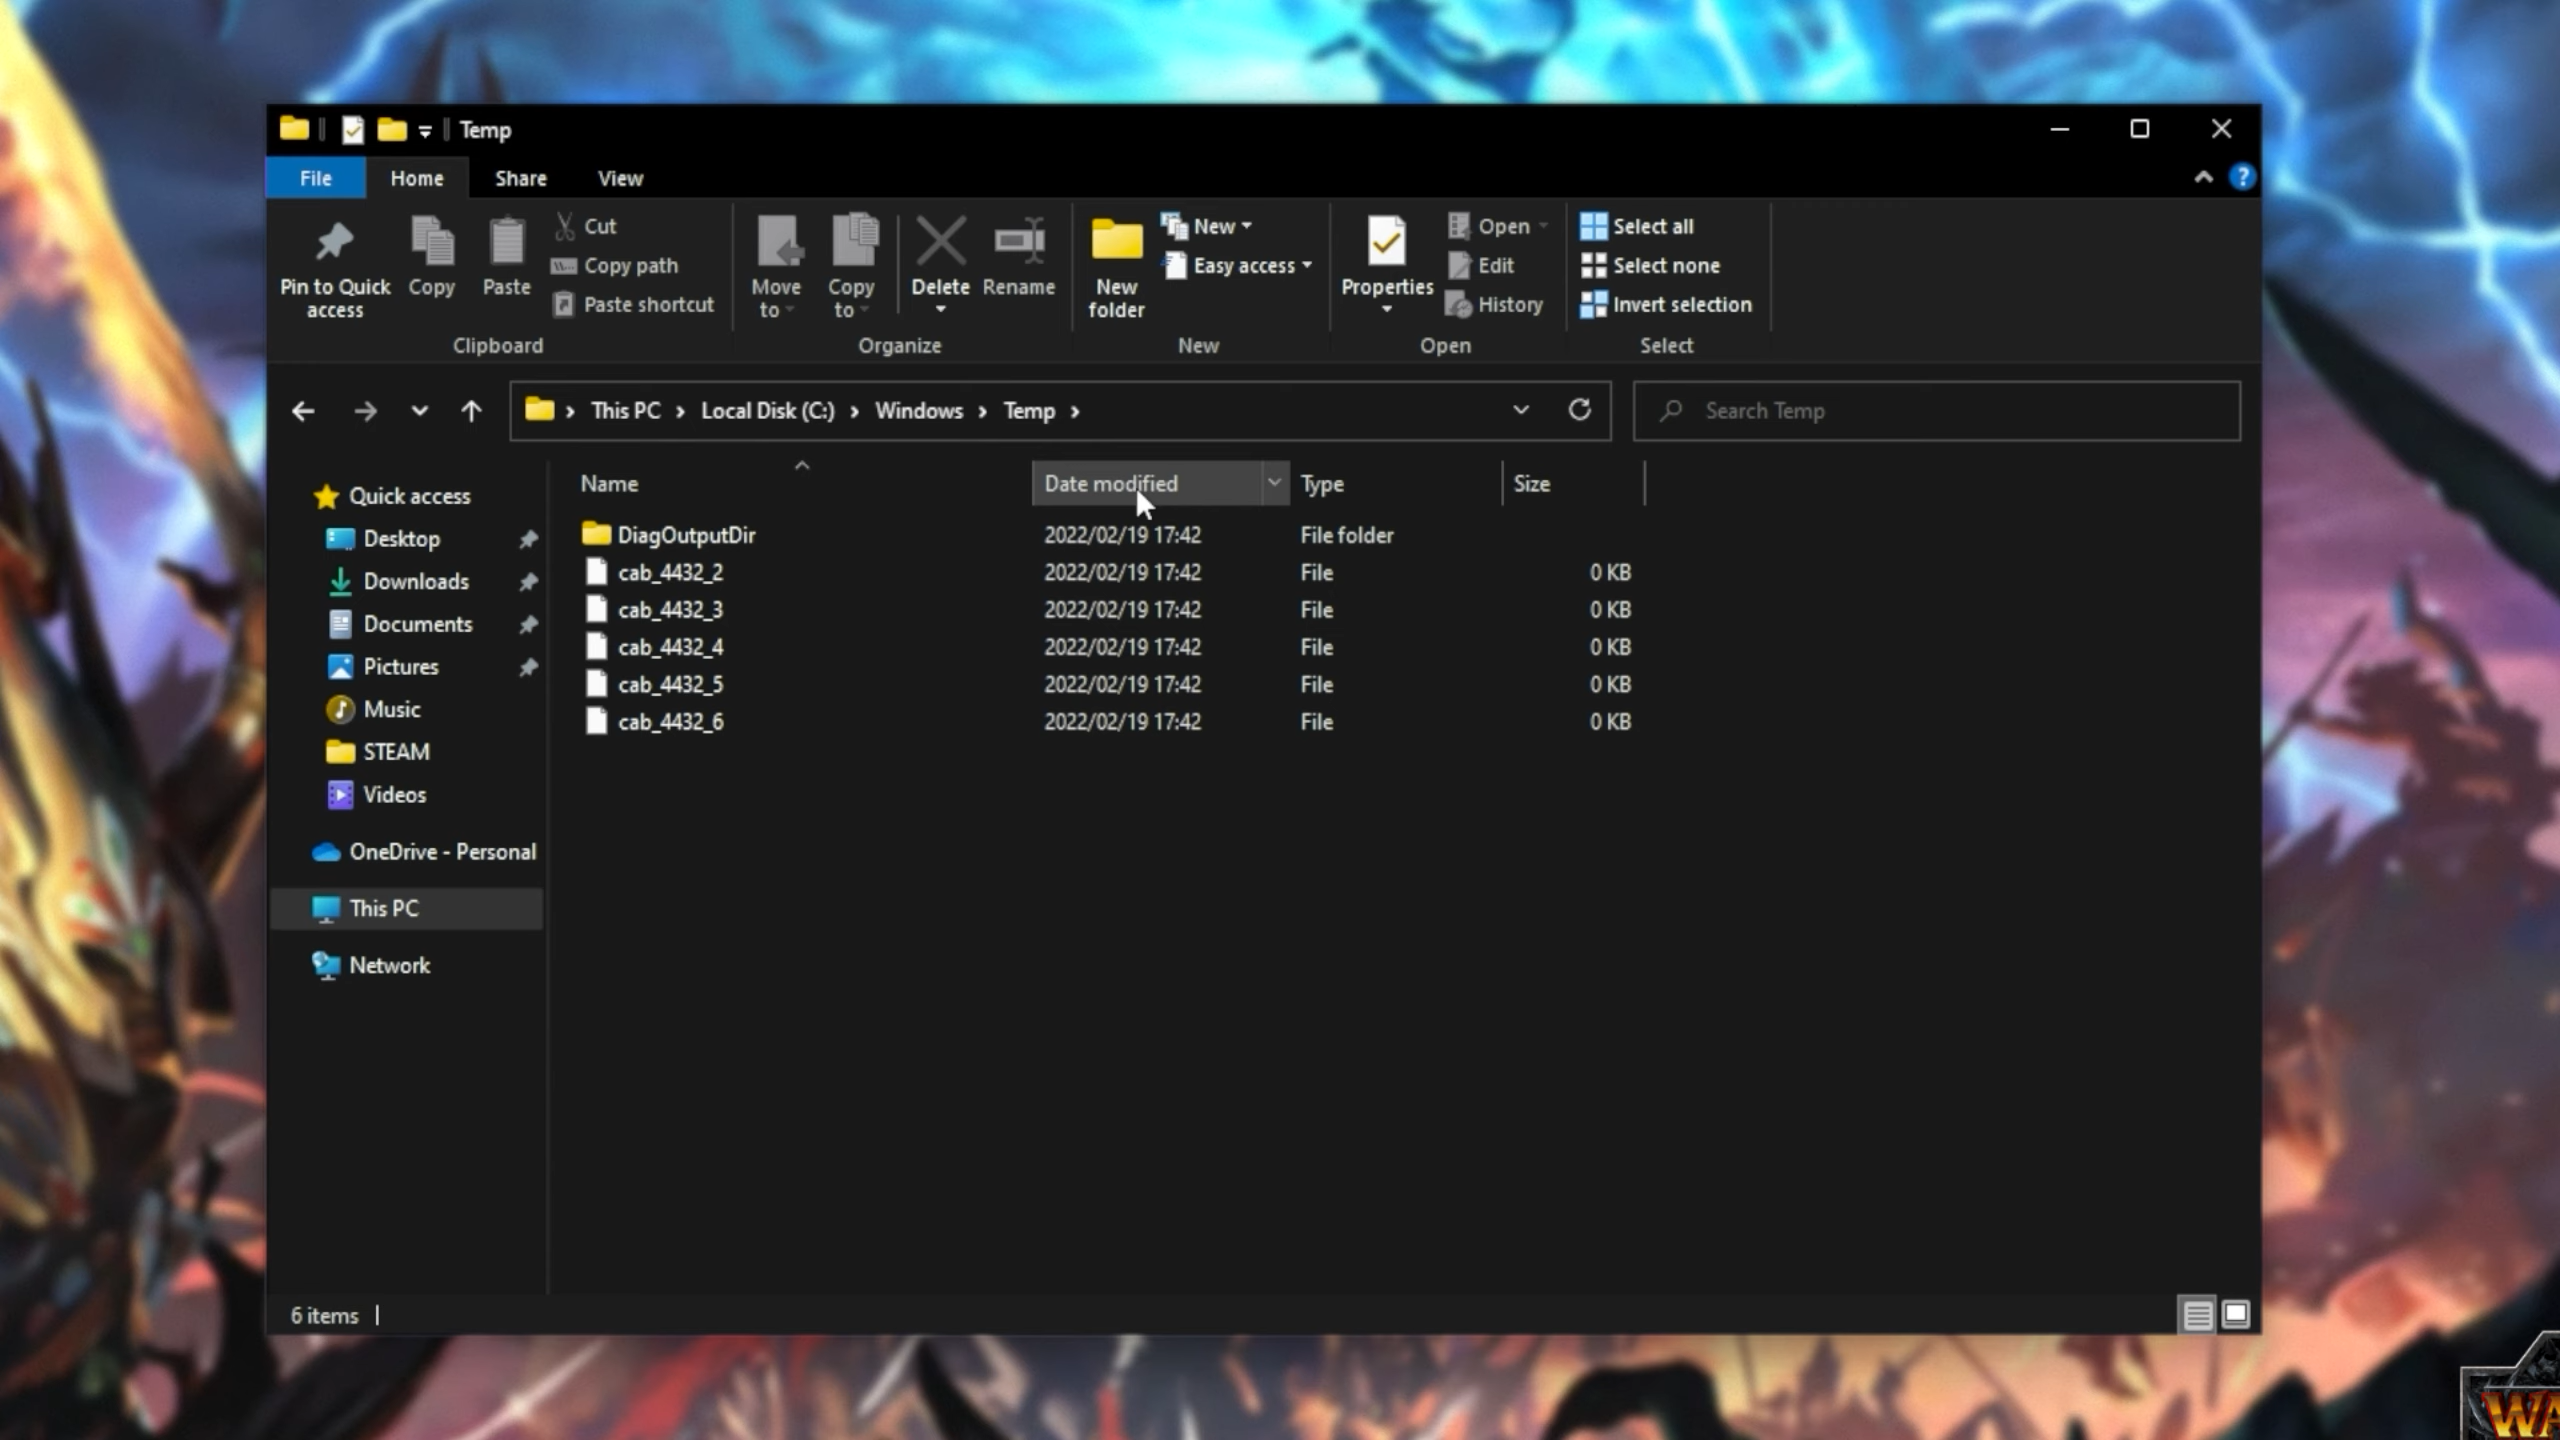 Temp
File Home Share View
Pin to Quick access
Copy
Paste
Cut
Copy path
Paste shortcut
Clipboard
Move to
Copy to
Delete
Rename
Organize
New folder
New
Easy access
New
Properties
Open
Edit
History
Open
Select all
Select none
Invert selection
Select
This PC › Local Disk (C:) › Windows › Temp ›
Search Temp
Quick access
Desktop
Downloads
Documents
Pictures
Music
STEAM
Videos
OneDrive - Personal
This PC
Network
Name Date modified Type Size
DiagOutputDir 2022/02/19 17:42 File folder
cab_4432_2 2022/02/19 17:42 File 0 KB
cab_4432_3 2022/02/19 17:42 File 0 KB
cab_4432_4 2022/02/19 17:42 File 0 KB
cab_4432_5 2022/02/19 17:42 File 0 KB
cab_4432_6 2022/02/19 17:42 File 0 KB
6 items